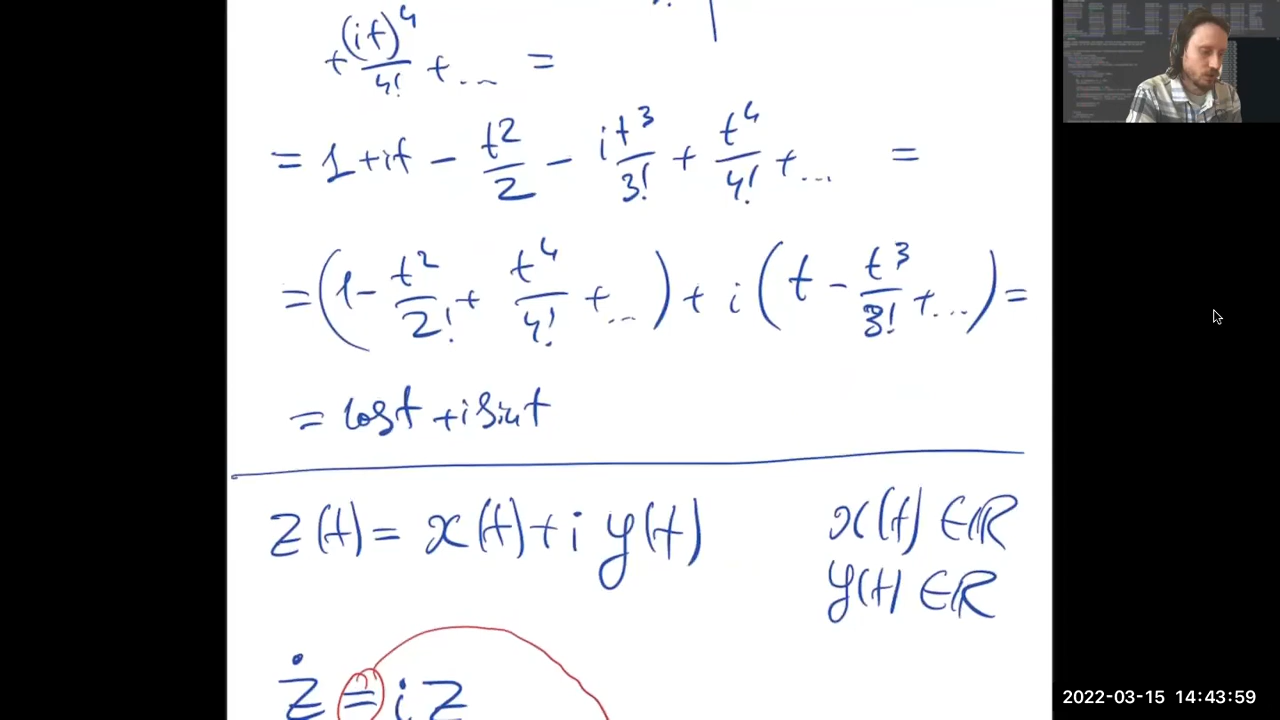 + (it)^4/4! + ... =
= 1 + it - t^2/2 - it^3/3! + t^4/4! + ... =
= (1 - t^2/2! + t^4/4! + ...) + i(t - t^3/3! + ...) =
= cos t + i sin t
z(t) = x(t) + i y(t)
x(t) ∈ ℝ
y(t) ∈ ℝ
ż = i z
2022-03-15 14:43:59